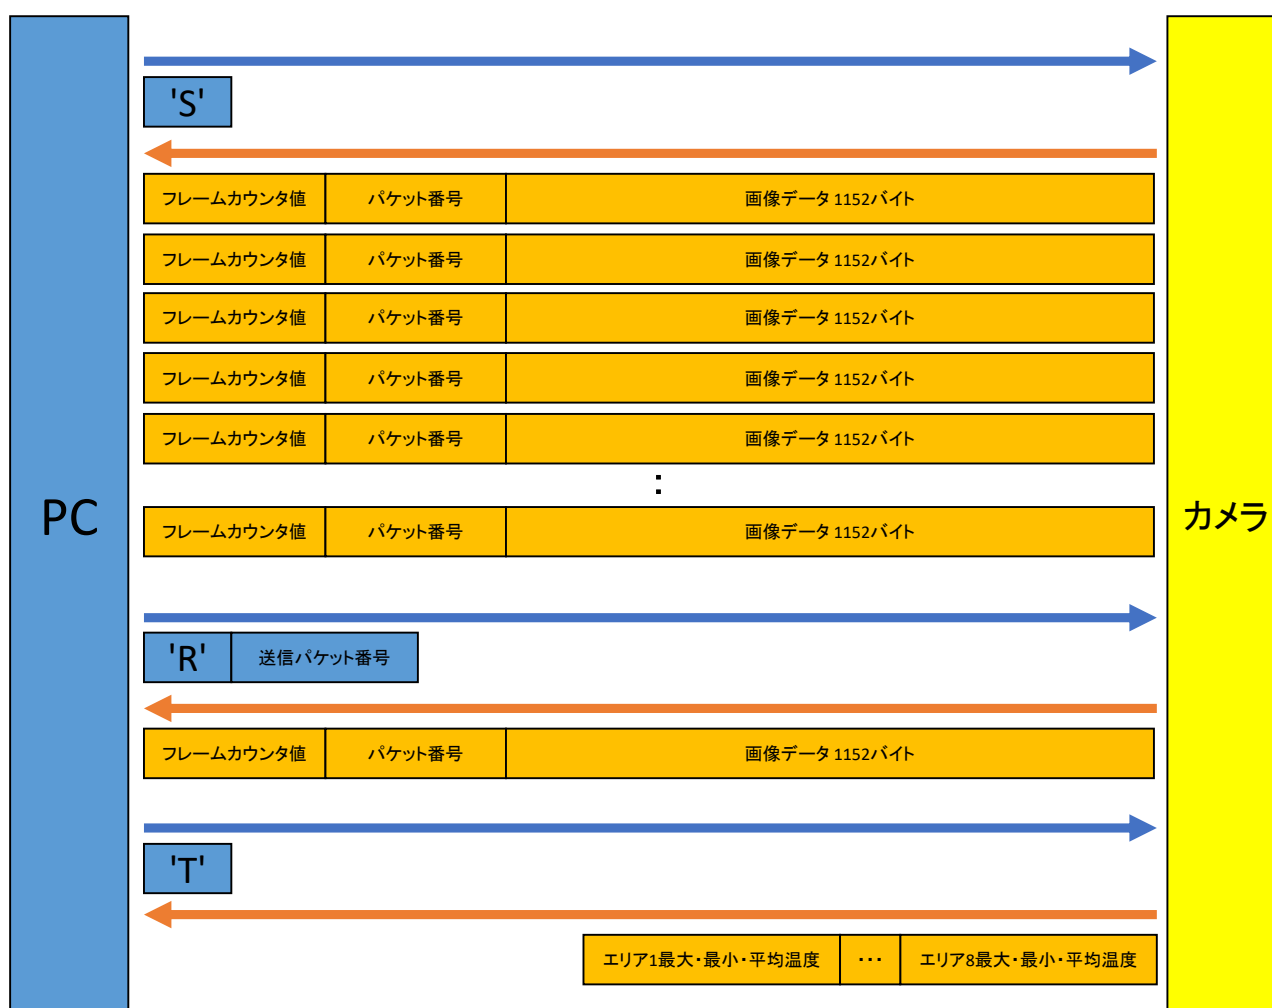 'S'
フレームカウンタ値 パケット番号 画像データ 1152バイト
フレームカウンタ値 パケット番号 画像データ 1152バイト
フレームカウンタ値 パケット番号 画像データ 1152バイト
フレームカウンタ値 パケット番号 画像データ 1152バイト
フレームカウンタ値 パケット番号 画像データ 1152バイト
:
PC
フレームカウンタ値 パケット番号 画像データ 1152バイト
カメラ
'R' 送信パケット番号
フレームカウンタ値 パケット番号 画像データ 1152バイト
'T'
エリア1最大・最小・平均温度 ・・・ エリア8最大・最小・平均温度